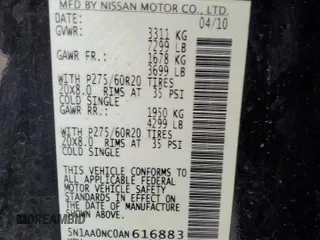 MFD BY NISSAN MOTOR CO., LTD.
04/10
GVWR: 3311 KG
7299 LB
GAWR FR.: 1678 KG
3699 LB
WITH P275/60R20 TIRES
20X8.0 RIMS AT 35 PSI
COLD SINGLE
GAWR RR.: 1950 KG
4299 LB
WITH P275/60R20 TIRES
20X8.0 RIMS AT 35 PSI
COLD SINGLE
THIS VEHICLE CONFORMS TO
ALL APPLICABLE FEDERAL
MOTOR VEHICLE SAFETY
STANDARDS IN EFFECT ON
THE DATE OF MANUFACTURE
SHOWN ABOVE.
5N1AA0NC0AN616883
DREAMBID